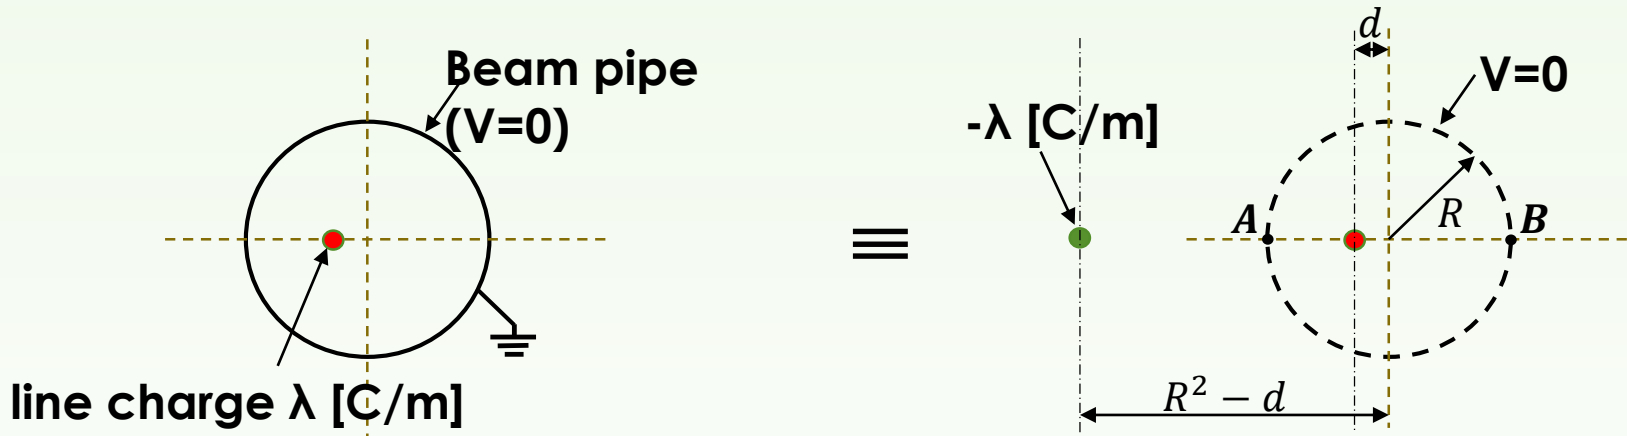 Beam pipe
(V=0)
line charge λ [C/m]
≡
-λ [C/m]
d
V=0
A
B
R
R² − d